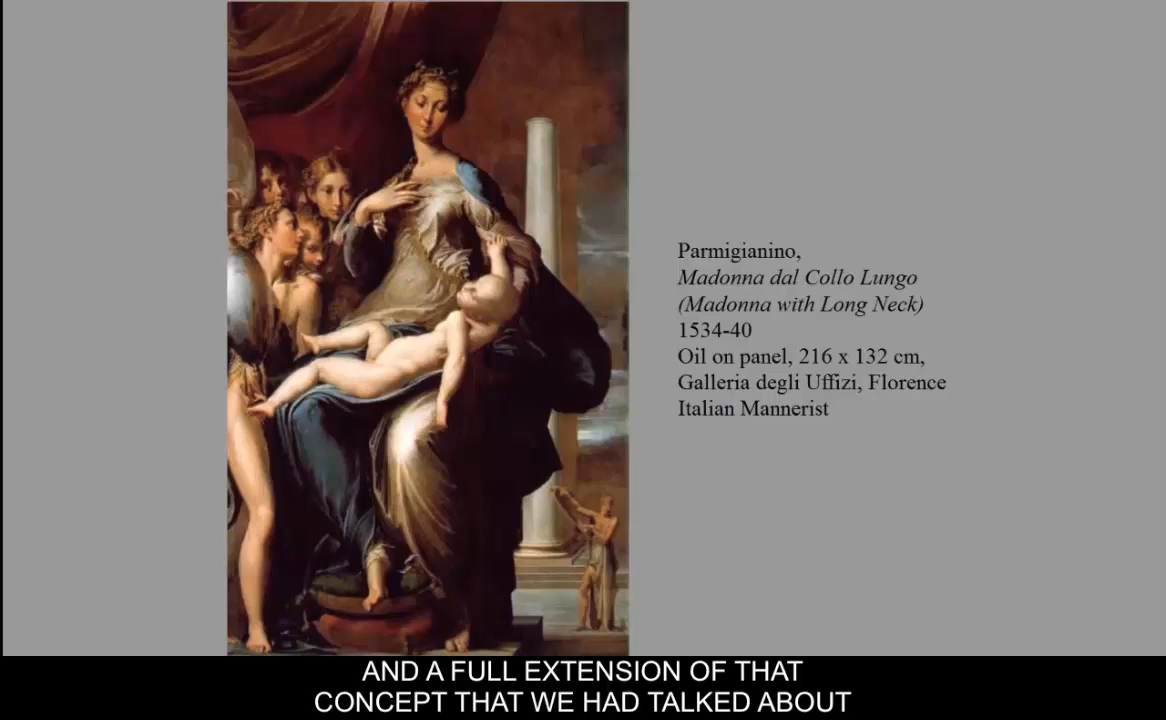 Parmigianino,
Madonna dal Collo Lungo
(Madonna with Long Neck)
1534-40
Oil on panel, 216 x 132 cm,
Galleria degli Uffizi, Florence
Italian Mannerist
AND A FULL EXTENSION OF THAT
CONCEPT THAT WE HAD TALKED ABOUT